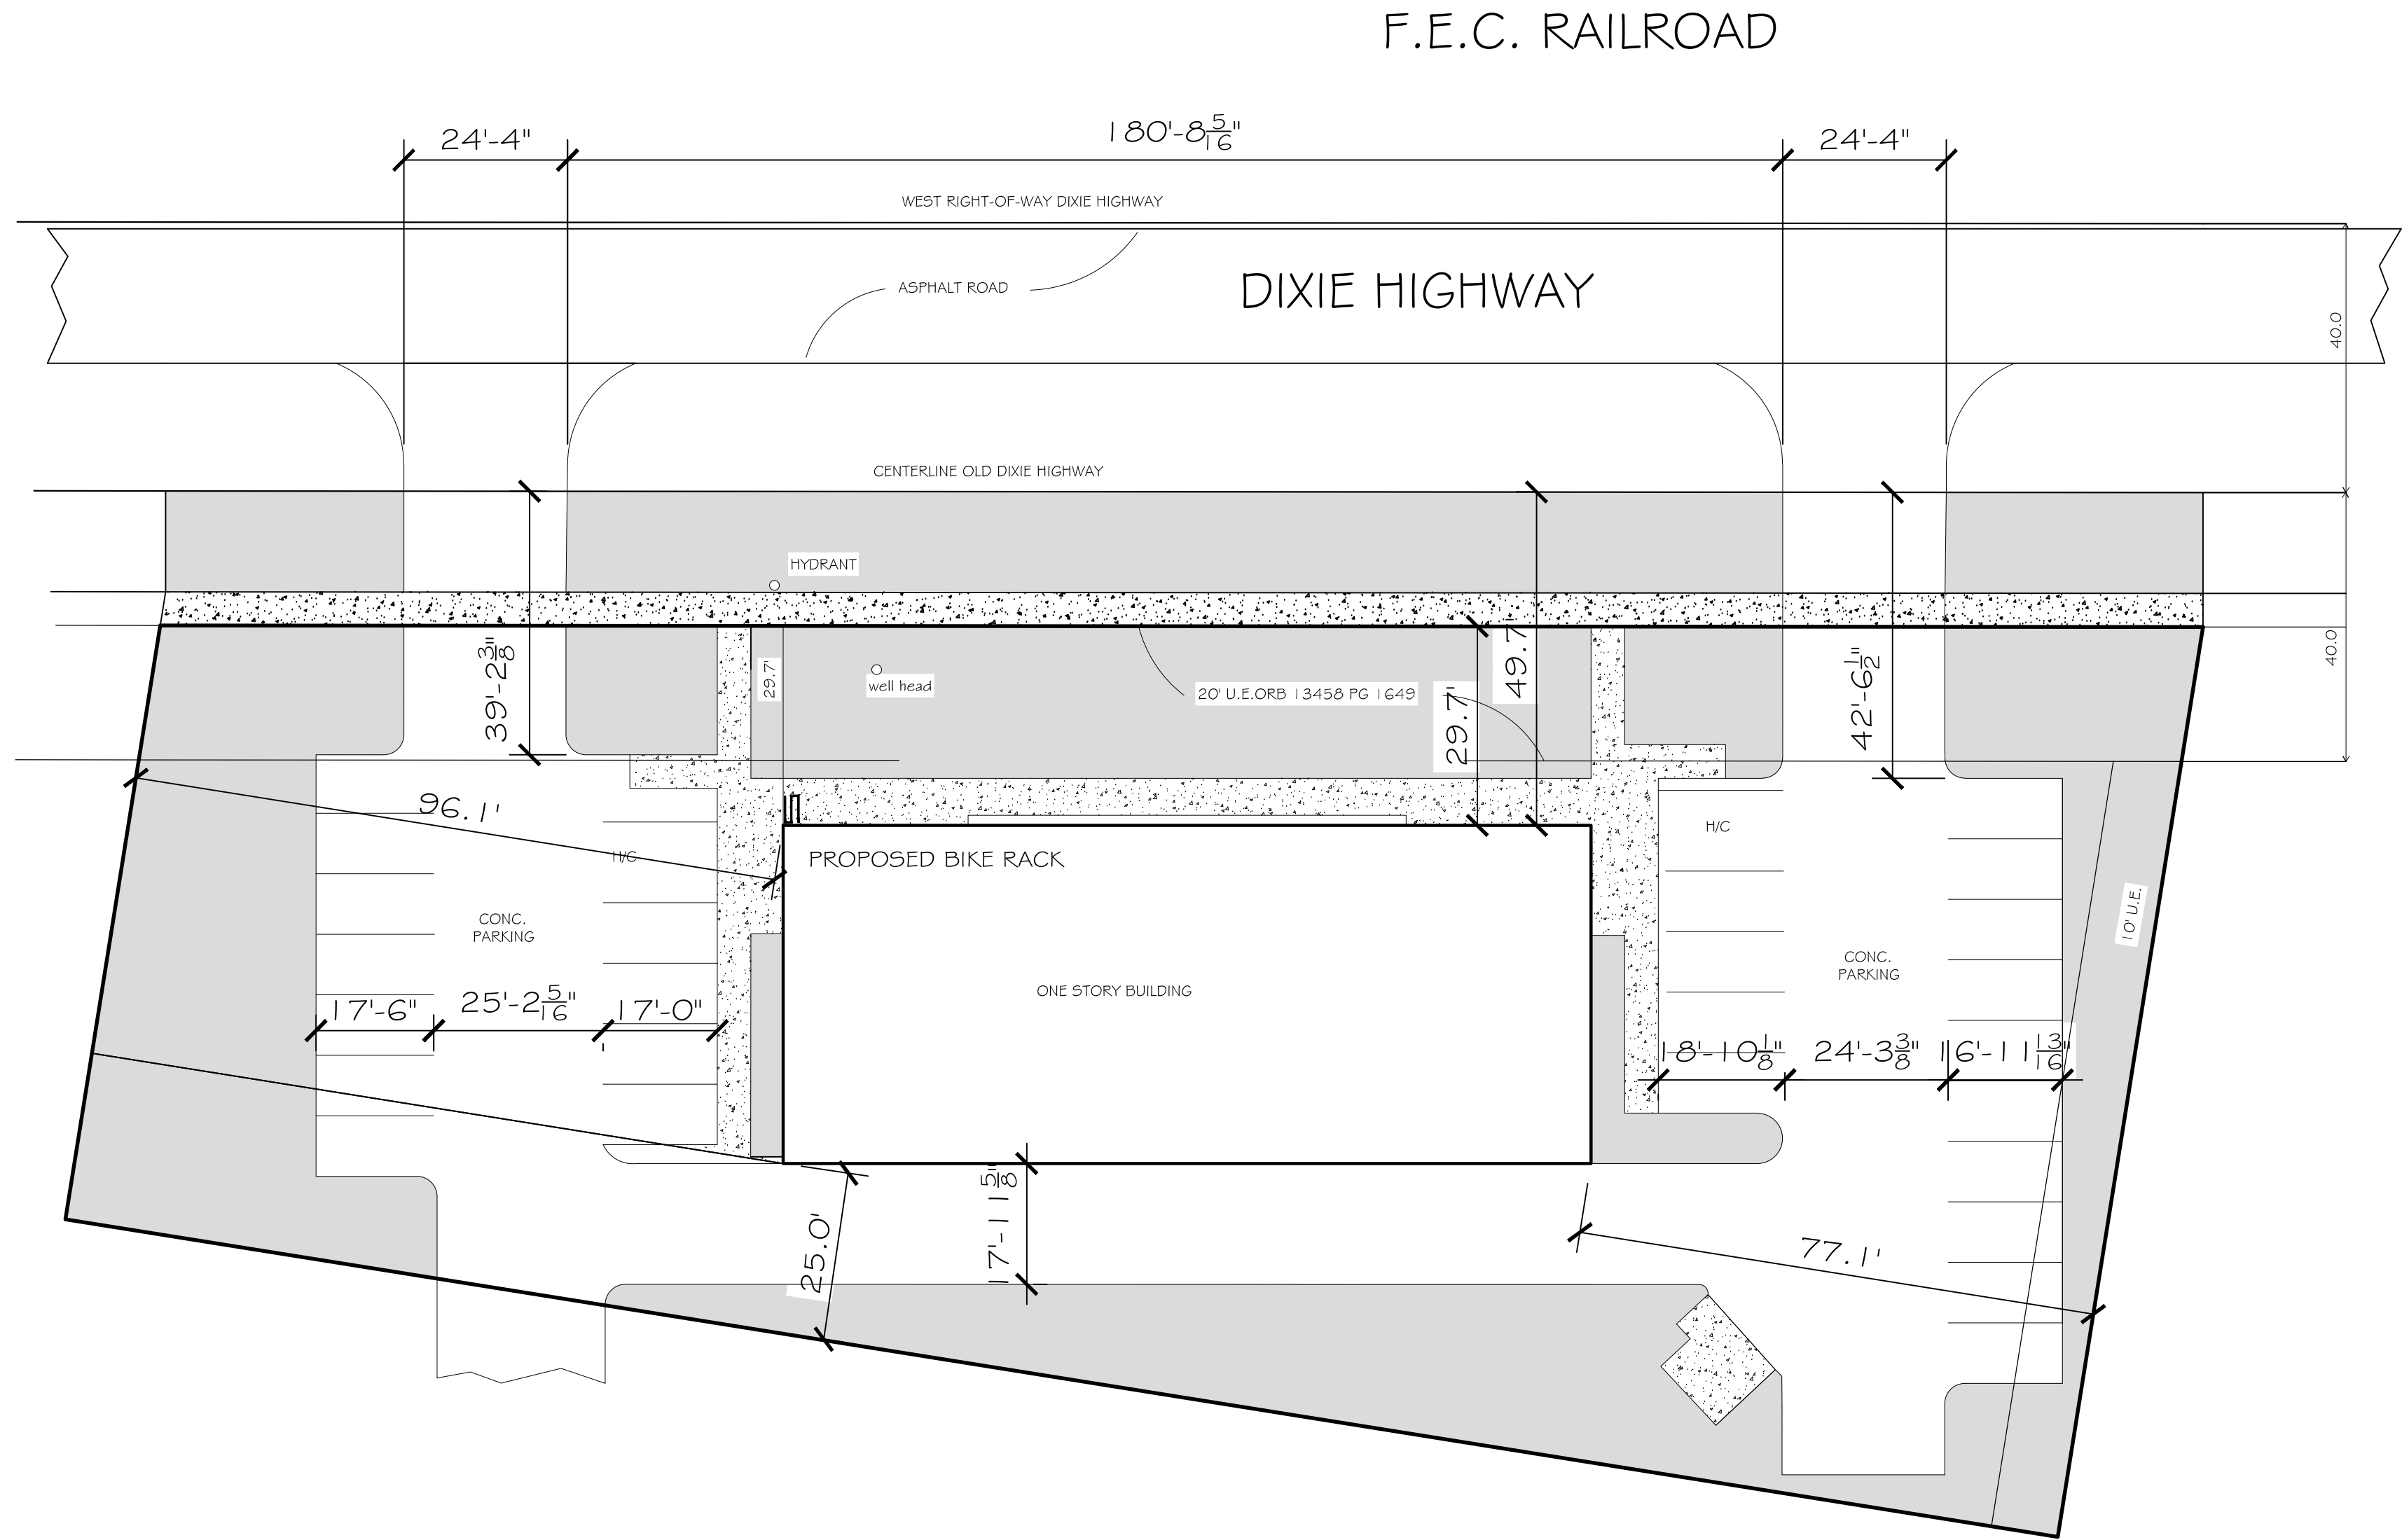 F.E.C. RAILROAD
24'-4"
180'-8 5/16"
24'-4"
WEST RIGHT-OF-WAY DIXIE HIGHWAY
ASPHALT ROAD
DIXIE HIGHWAY
40.0
CENTERLINE OLD DIXIE HIGHWAY
HYDRANT
39'-2 3/8"
29.7'
well head
20' U.E.ORB 13458 PG 1649
29.7'
49.7'
42'-6 1/2"
40.0
96.1'
H/C
PROPOSED BIKE RACK
H/C
CONC.
PARKING
10' U.E.
CONC.
PARKING
ONE STORY BUILDING
17'-6"
25'-2 5/16"
17'-0"
18'-10 1/8"
24'-3 3/8"
16'-11 13/16"
25.0'
17'-11 5/8"
77.1'